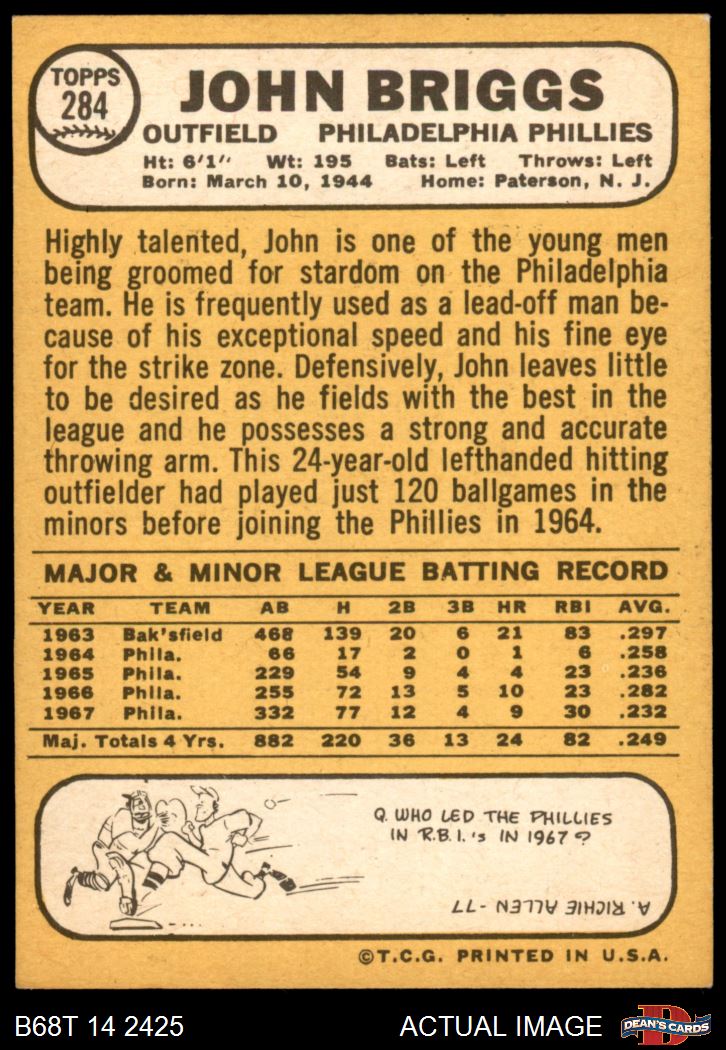 TOPPS
284
JOHN BRIGGS
OUTFIELD PHILADELPHIA PHILLIES
Ht: 6'1" Wt: 195 Bats: Left Throws: Left
Born: March 10, 1944 Home: Paterson, N. J.
Highly talented, John is one of the young men
being groomed for stardom on the Philadelphia
team. He is frequently used as a lead-off man be-
cause of his exceptional speed and his fine eye
for the strike zone. Defensively, John leaves little
to be desired as he fields with the best in the
league and he possesses a strong and accurate
throwing arm. This 24-year-old lefthanded hitting
outfielder had played just 120 ballgames in the
minors before joining the Phillies in 1964.
MAJOR & MINOR LEAGUE BATTING RECORD
YEAR TEAM AB H 2B 3B HR RBI AVG.
1963 Bak'sfield 468 139 20 6 21 83 .297
1964 Phila. 66 17 2 0 1 6 .258
1965 Phila. 229 54 9 4 4 23 .236
1966 Phila. 255 72 13 5 10 23 .282
1967 Phila. 332 77 12 4 9 30 .232
Maj. Totals 4 Yrs. 882 220 36 13 24 82 .249
Q. WHO LED THE PHILLIES
IN R.B.I.'s IN 1967?
A. RICHIE ALLEN - 77
©T.C.G. PRINTED IN U.S.A.
B68T 14 2425 ACTUAL IMAGE
DEAN'S CARDS